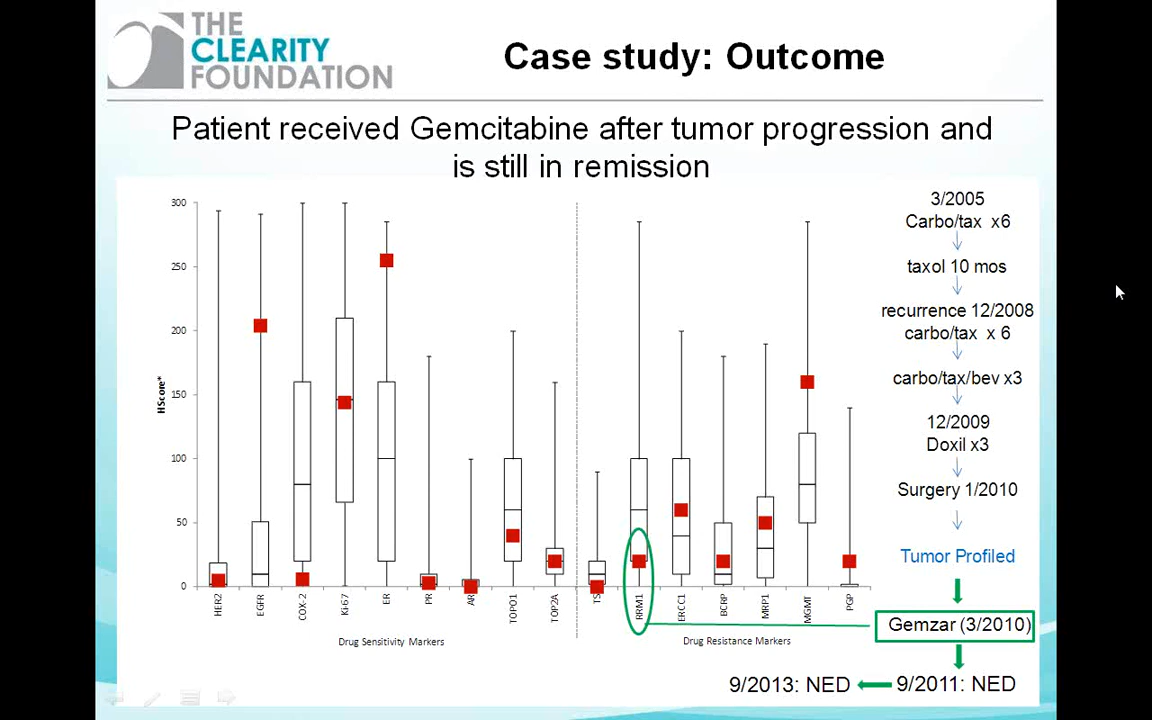 THE
CLEARITY
FOUNDATION
Case study: Outcome
Patient received Gemcitabine after tumor progression and
is still in remission
HScore*
300
250
200
150
100
50
0
HER2
EGFR
COX-2
Ki-67
ER
PR
AR
TOPO1
TOP2A
TS
RRM1
ERCC1
BCRP
MRP1
MGMT
PGP
Drug Sensitivity Markers
Drug Resistance Markers
3/2005
Carbo/tax x6
taxol 10 mos
recurrence 12/2008
carbo/tax x 6
carbo/tax/bev x3
12/2009
Doxil x3
Surgery 1/2010
Tumor Profiled
Gemzar (3/2010)
9/2011: NED
9/2013: NED